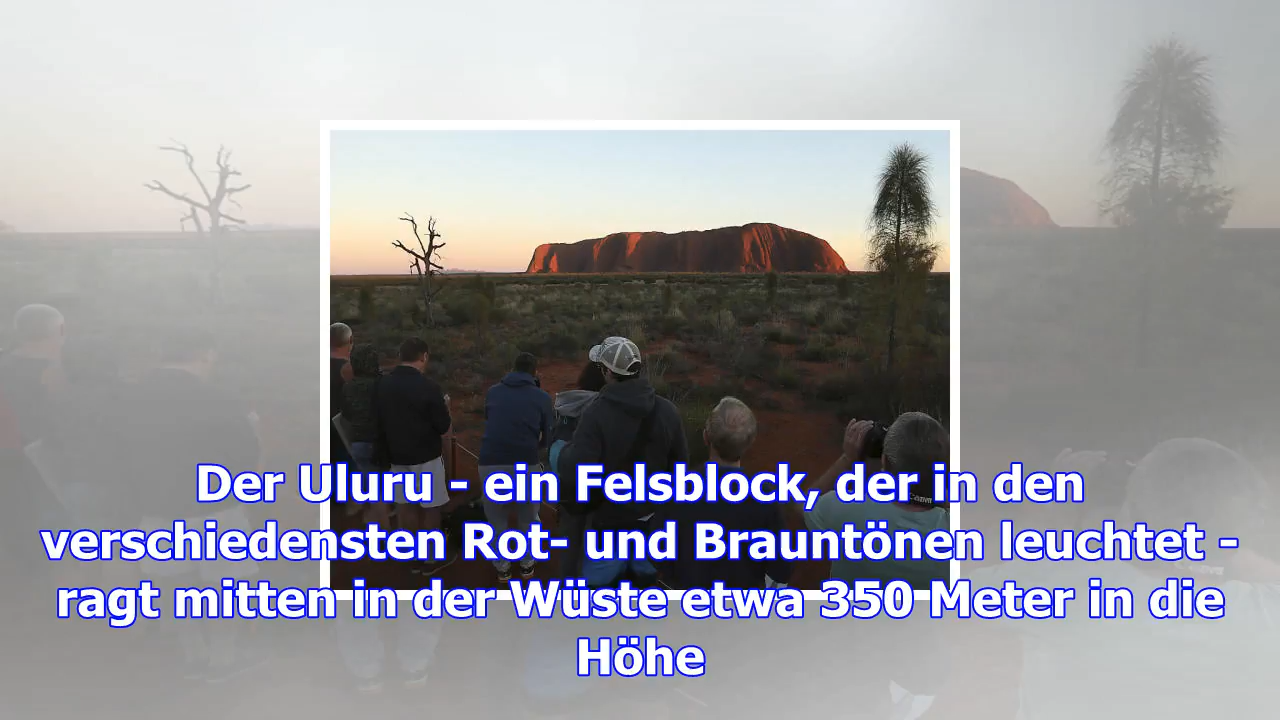 Der Uluru - ein Felsblock, der in den
verschiedensten Rot- und Brauntönen leuchtet -
ragt mitten in der Wüste etwa 350 Meter in die
Höhe